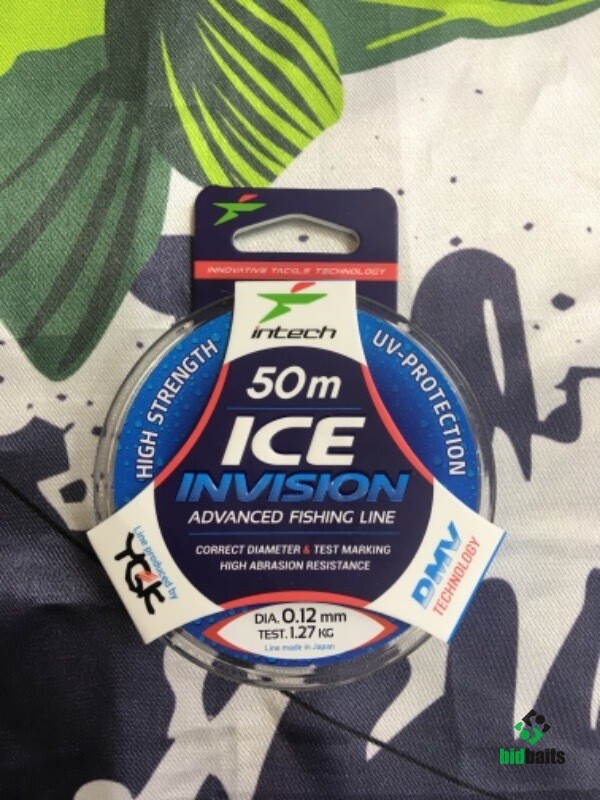 INNOVATIVE TACKLE TECHNOLOGY
intech
HIGH STRENGTH
UV-PROTECTION
50m
ICE
INVISION
ADVANCED FISHING LINE
CORRECT DIAMETER & TEST MARKING
HIGH ABRASION RESISTANCE
Line produced by
YGK
DMV
TECHNOLOGY
DIA. 0.12 mm
TEST. 1.27 KG
Line made in Japan
bidbaits